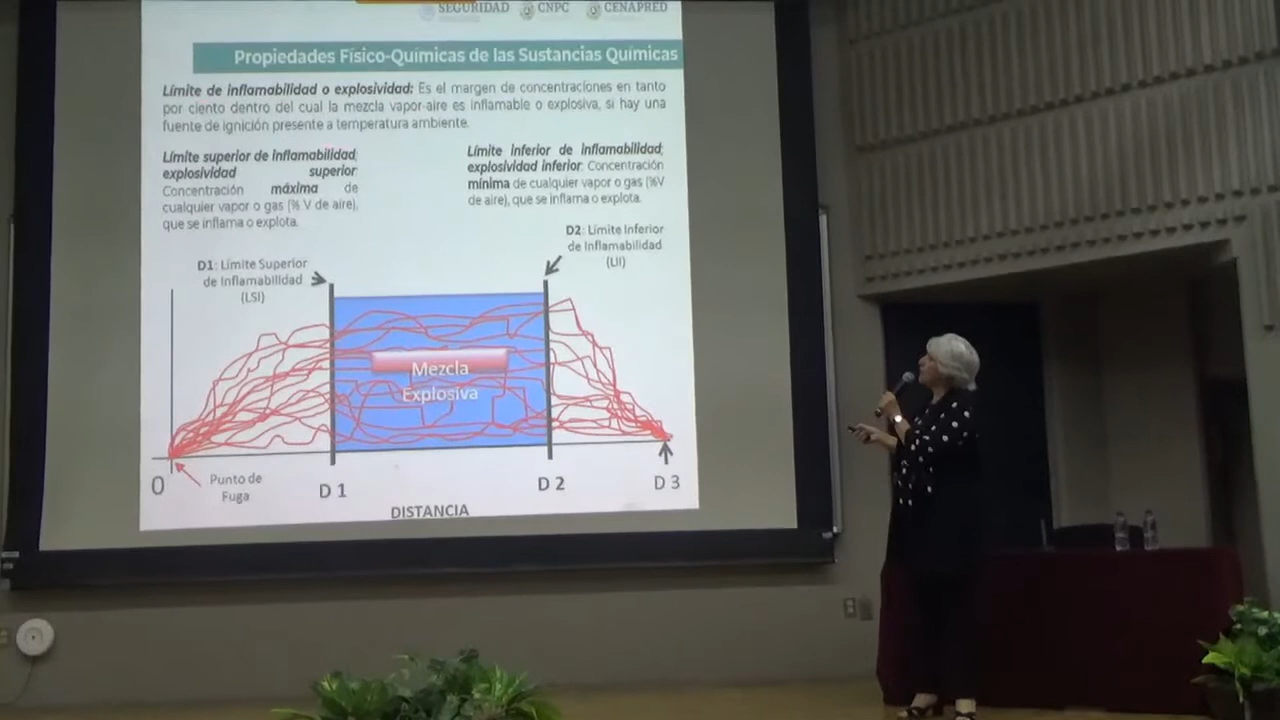 SEGURIDAD CNPC CENAPRED
Propiedades Físico-Químicas de las Sustancias Químicas
Límite de inflamabilidad o explosividad: Es el margen de concentraciones en tanto
por ciento dentro del cual la mezcla vapor-aire es inflamable o explosiva, si hay una
fuente de ignición presente a temperatura ambiente.
Límite superior de inflamabilidad;
explosividad superior:
Concentración máxima de
cualquier vapor o gas (% V de aire),
que se inflama o explota.
Límite inferior de inflamabilidad;
explosividad inferior: Concentración
mínima de cualquier vapor o gas (%V
de aire), que se inflama o explota.
D1: Límite Superior
de Inflamabilidad
(LSI)
D2: Límite Inferior
de Inflamabilidad
(LII)
Mezcla
Explosiva
0
Punto de
Fuga
D 1
D 2
D 3
DISTANCIA